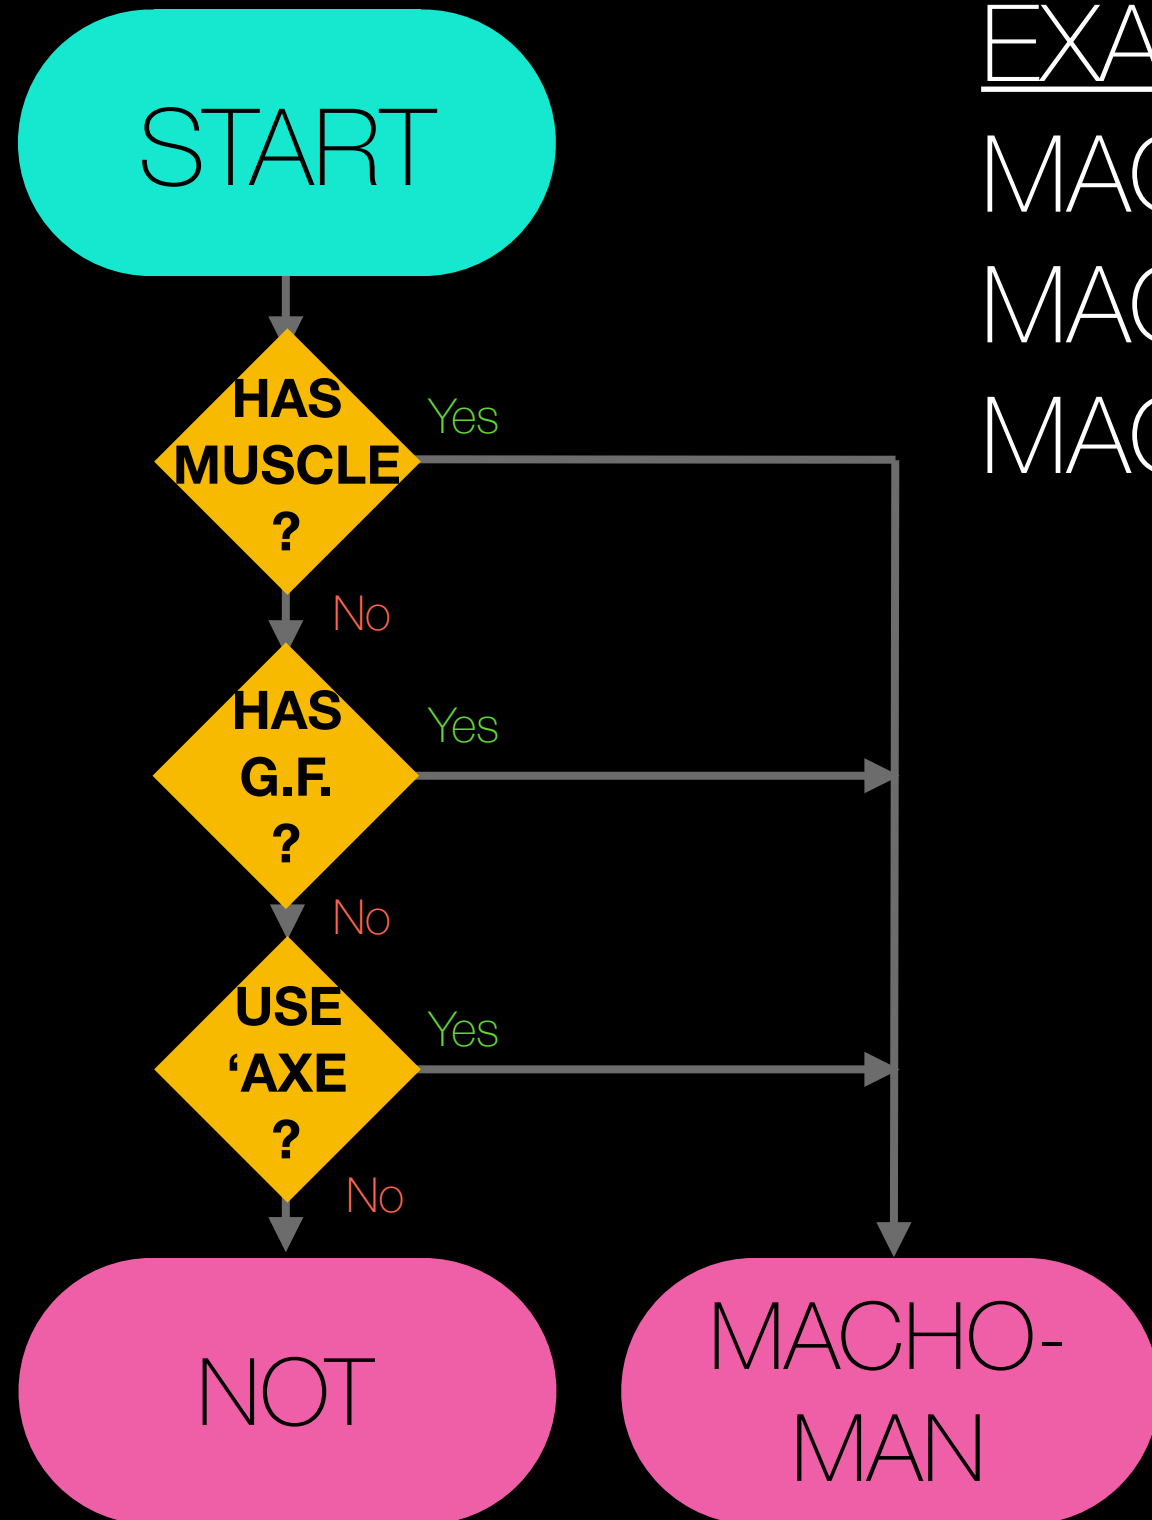 START
HAS
MUSCLE
?
Yes
No
HAS
G.F.
?
Yes
No
USE
‘AXE
?
Yes
No
NOT
MACHO-
MAN